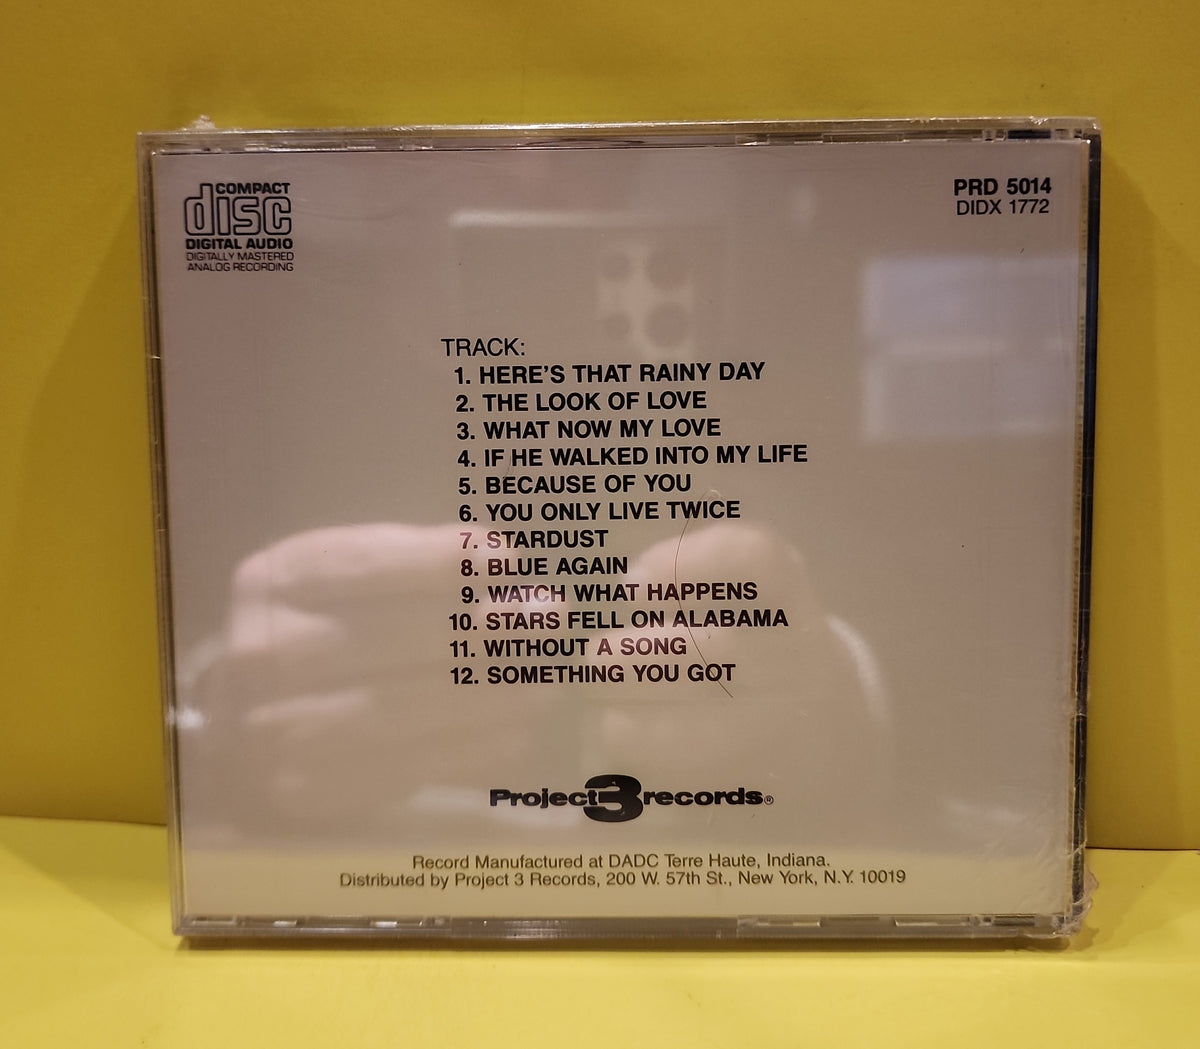 COMPACT
disc
DIGITAL AUDIO
DIGITALLY MASTERED
ANALOG RECORDING
PRD 5014
DIDX 1772
TRACK:
1. HERE'S THAT RAINY DAY
2. THE LOOK OF LOVE
3. WHAT NOW MY LOVE
4. IF HE WALKED INTO MY LIFE
5. BECAUSE OF YOU
6. YOU ONLY LIVE TWICE
7. STARDUST
8. BLUE AGAIN
9. WATCH WHAT HAPPENS
10. STARS FELL ON ALABAMA
11. WITHOUT A SONG
12. SOMETHING YOU GOT
Project 3 records®
Record Manufactured at DADC Terre Haute, Indiana.
Distributed by Project 3 Records, 200 W. 57th St., New York, N.Y. 10019